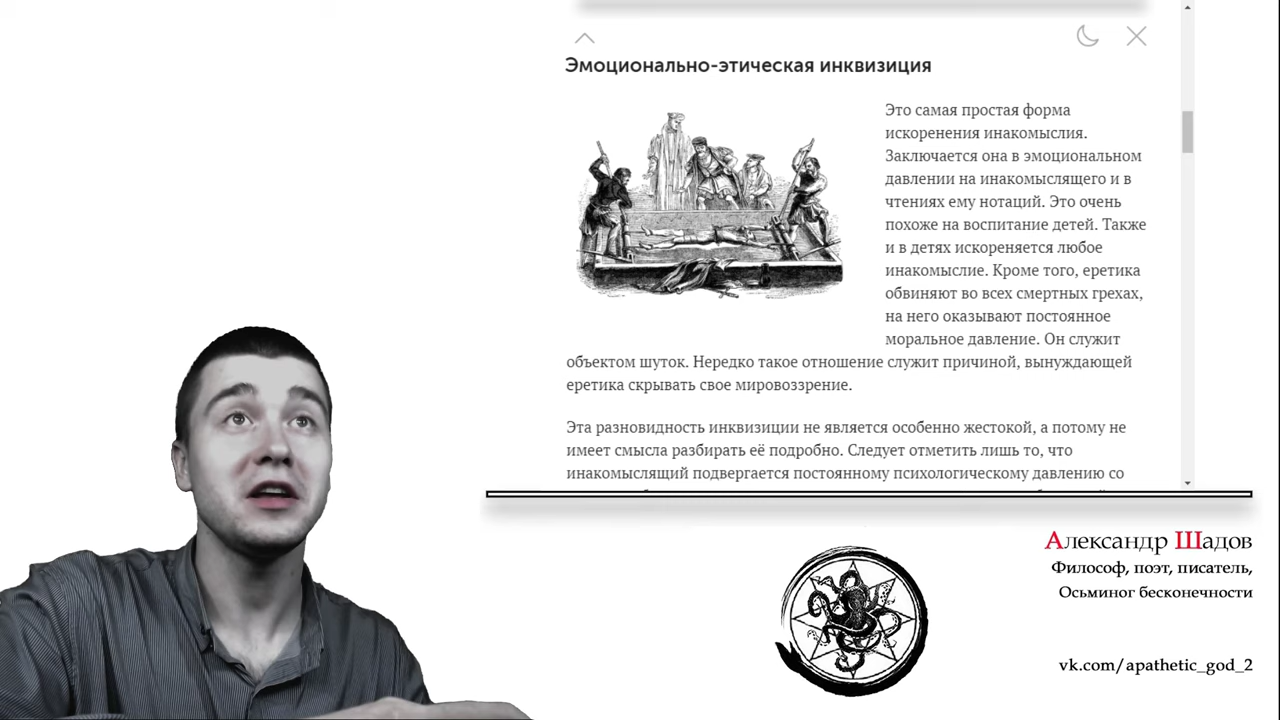 Эмоционально-этическая инквизиция
Это самая простая форма
искоренения инакомыслия.
Заключается она в эмоциональном
давлении на инакомыслящего и в
чтениях ему нотаций. Это очень
похоже на воспитание детей. Также
и в детях искореняется любое
инакомыслие. Кроме того, еретика
обвиняют во всех смертных грехах,
на него оказывают постоянное
моральное давление. Он служит
объектом шуток. Нередко такое отношение служит причиной, вынуждающей
еретика скрывать свое мировоззрение.
Эта разновидность инквизиции не является особенно жестокой, а потому не
имеет смысла разбирать её подробно. Следует отметить лишь то, что
инакомыслящий подвергается постоянному психологическому давлению со
Александр Шадов
Философ, поэт, писатель,
Осьминог бесконечности
vk.com/apathetic_god_2